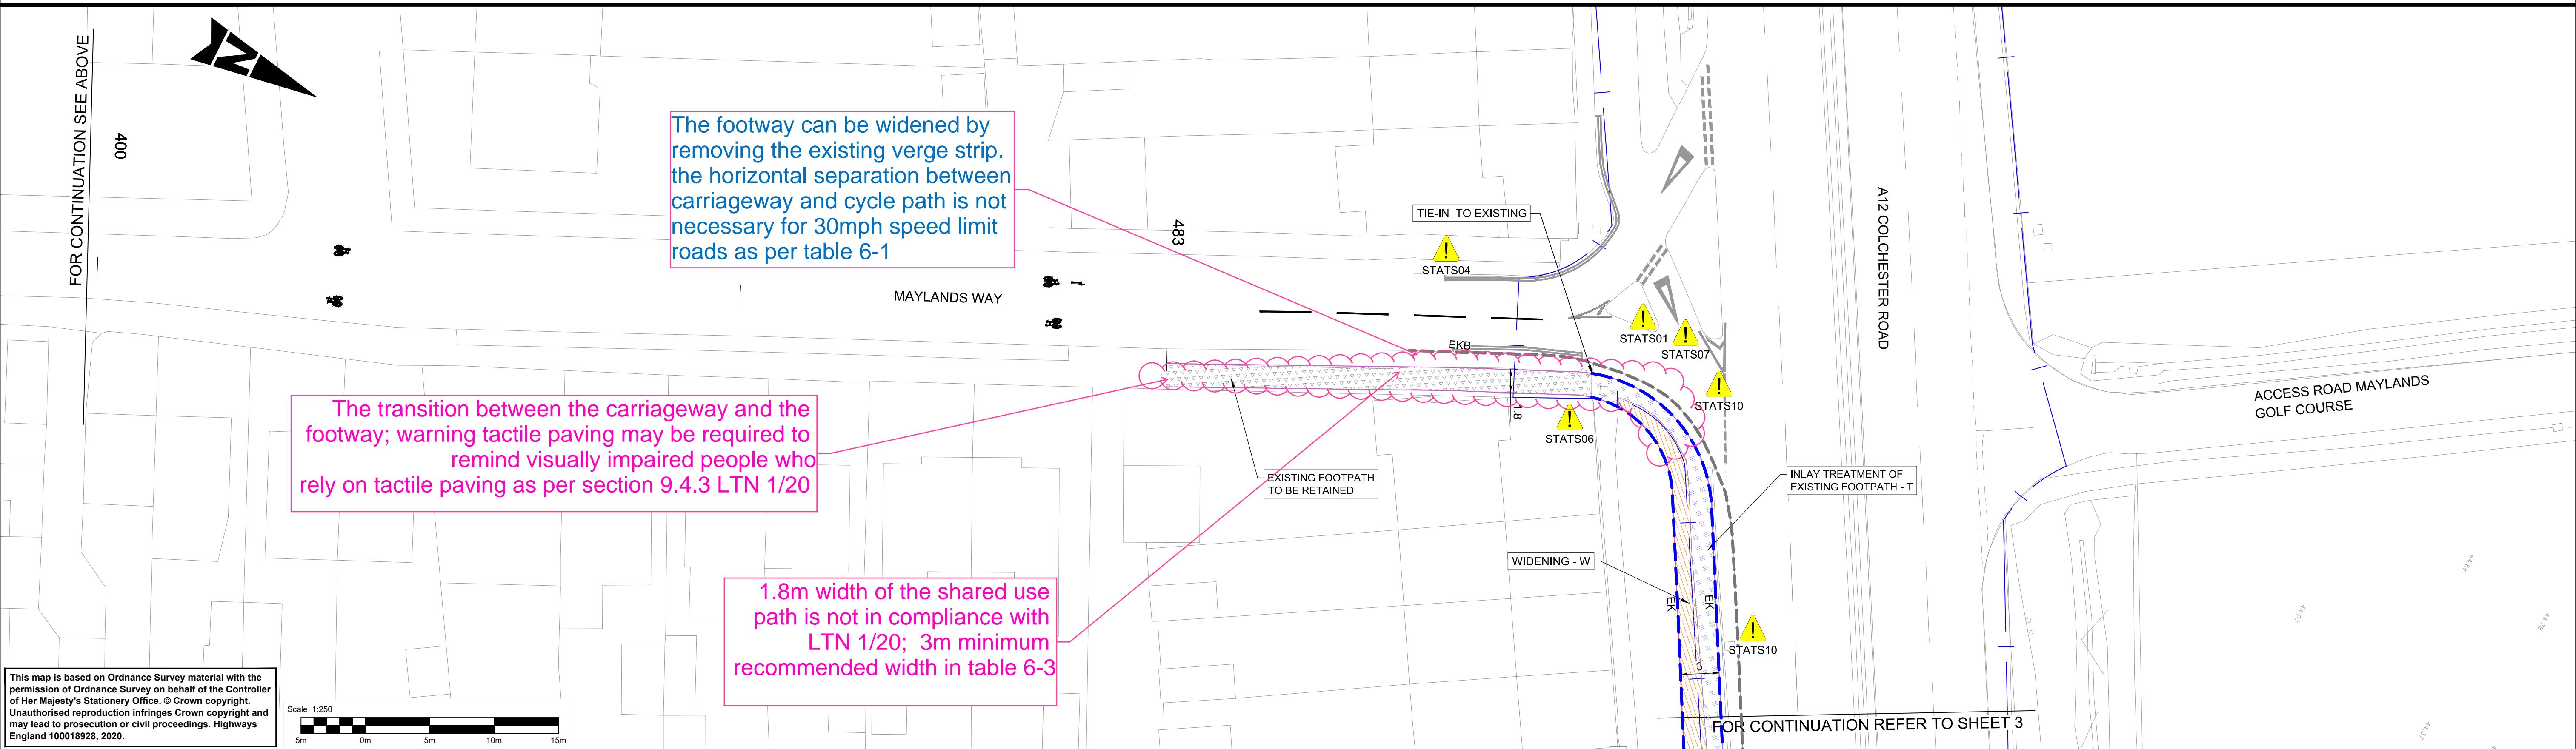 FOR CONTINUATION SEE ABOVE
400
N
The footway can be widened by
removing the existing verge strip.
the horizontal separation between
carriageway and cycle path is not
necessary for 30mph speed limit
roads as per table 6-1
483
MAYLANDS WAY
TIE-IN TO EXISTING
STATS04
STATS01
STATS07
STATS10
STATS06
EKB
1.8
A12 COLCHESTER ROAD
ACCESS ROAD MAYLANDS
GOLF COURSE
The transition between the carriageway and the
footway; warning tactile paving may be required to
remind visually impaired people who
rely on tactile paving as per section 9.4.3 LTN 1/20
EXISTING FOOTPATH
TO BE RETAINED
INLAY TREATMENT OF
EXISTING FOOTPATH - T
WIDENING - W
EK
EK
3
STATS10
1.8m width of the shared use
path is not in compliance with
LTN 1/20; 3m minimum
recommended width in table 6-3
44.68
44.07
44.78
44.37
FOR CONTINUATION REFER TO SHEET 3
This map is based on Ordnance Survey material with the
permission of Ordnance Survey on behalf of the Controller
of Her Majesty's Stationery Office. © Crown copyright.
Unauthorised reproduction infringes Crown copyright and
may lead to prosecution or civil proceedings. Highways
England 100018928, 2020.
Scale 1:250
5m 0m 5m 10m 15m